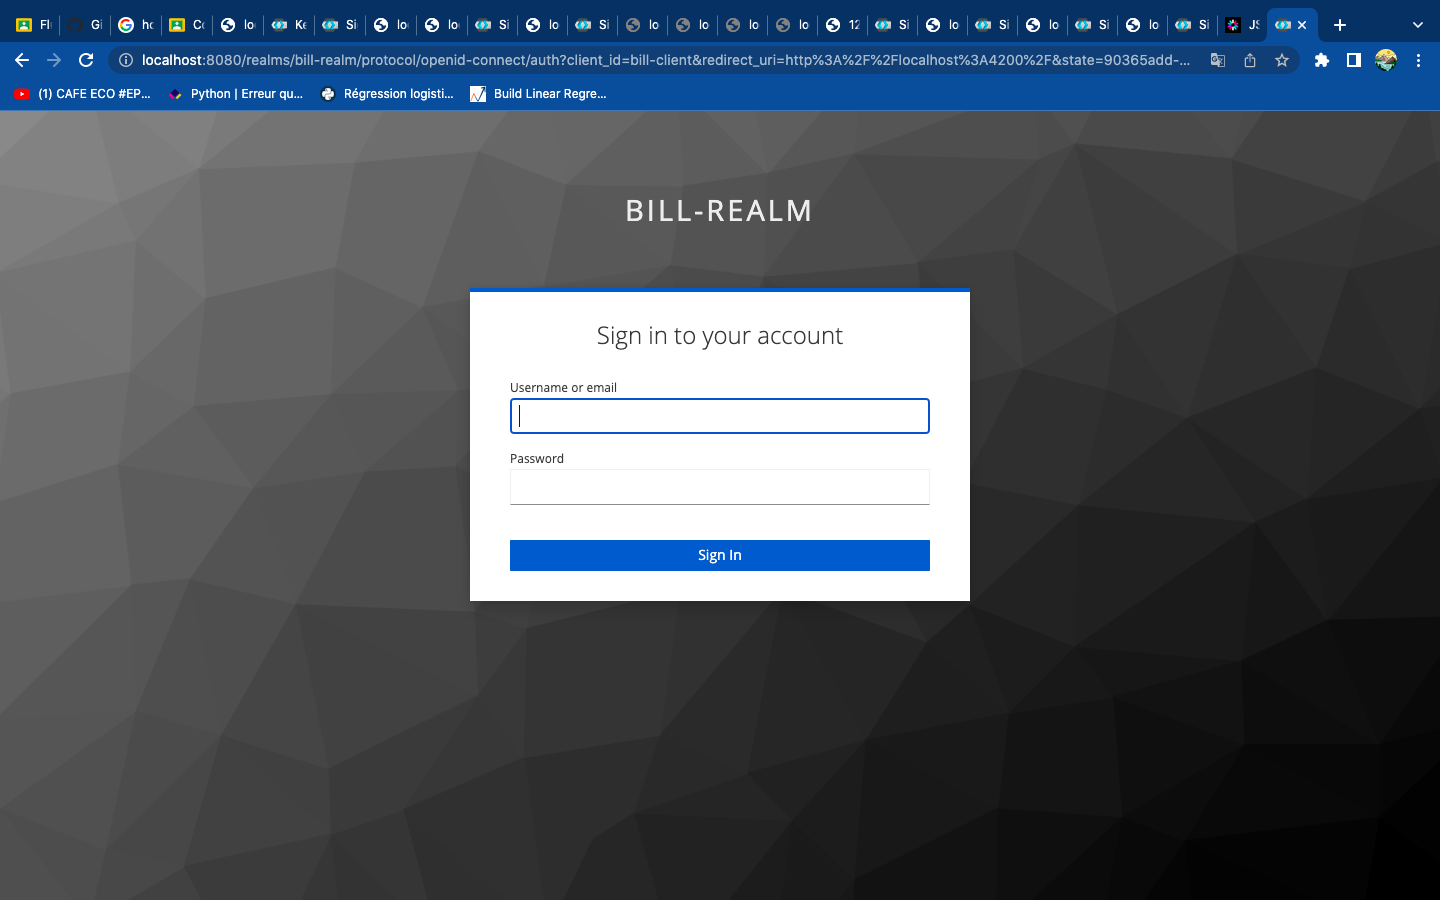 Fl
Gi
ho
Co
lo
Ke
Si
lo
lo
Si
lo
Si
lo
lo
lo
lo
12
Si
lo
Si
lo
Si
lo
Si
JS
localhost:8080/realms/bill-realm/protocol/openid-connect/auth?client_id=bill-client&redirect_uri=http%3A%2F%2Flocalhost%3A4200%2F&state=90365add-...
(1) CAFE ECO #EP...
Python | Erreur qu...
Régression logisti...
Build Linear Regre...
BILL-REALM
Sign in to your account
Username or email
Password
Sign In